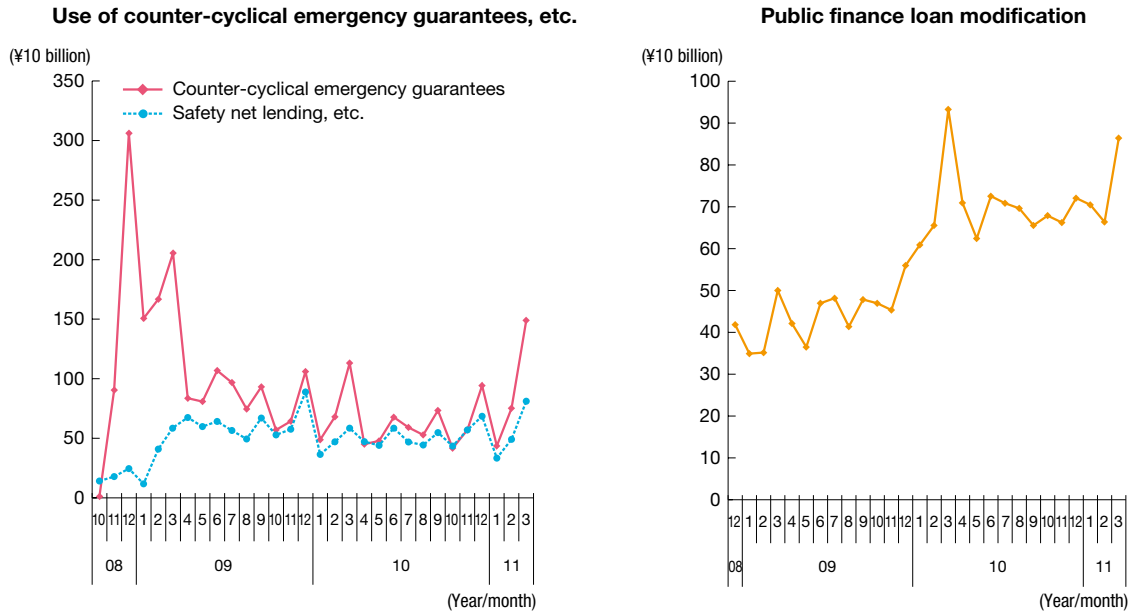 Use of counter-cyclical emergency guarantees, etc.
(¥10 billion)
350
300
250
200
150
100
50
0
Counter-cyclical emergency guarantees
Safety net lending, etc.
10 11 12 1 2 3 4 5 6 7 8 9 10 11 12 1 2 3 4 5 6 7 8 9 10 11 12 1 2 3
08 09 10 11
(Year/month)
Public finance loan modification
(¥10 billion)
100
90
80
70
60
50
40
30
20
10
0
12 1 2 3 4 5 6 7 8 9 10 11 12 1 2 3 4 5 6 7 8 9 10 11 12 1 2 3
08 09 10 11
(Year/month)